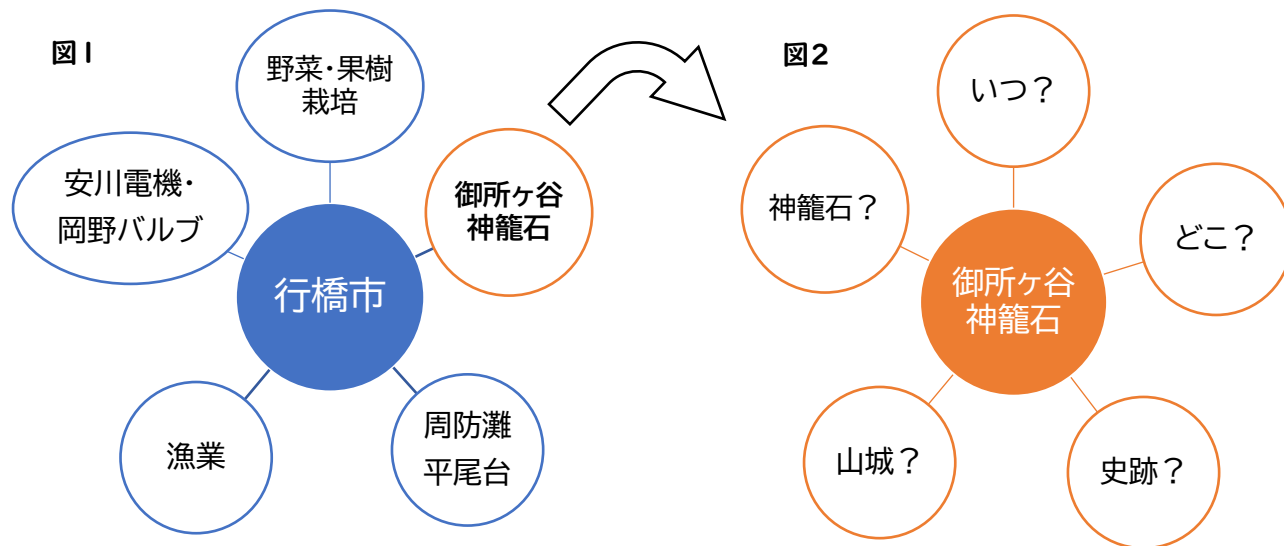 図1
野菜・果樹
栽培
安川電機・
岡野バルブ
御所ヶ谷
神籠石
行橋市
漁業
周防灘
平尾台
図2
いつ？
神籠石？
どこ？
御所ヶ谷
神籠石
山城？
史跡？